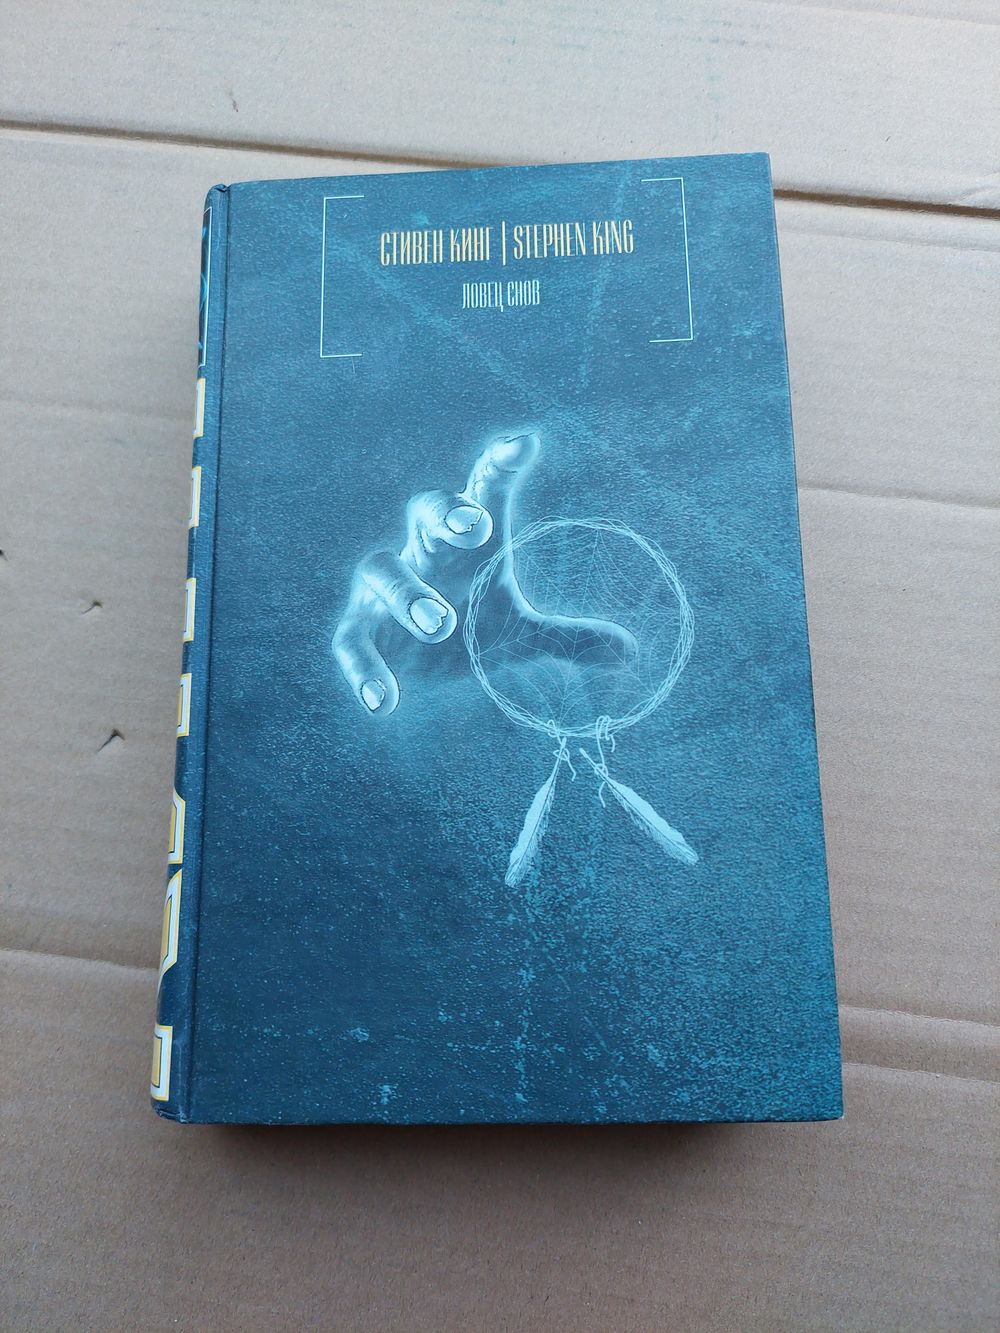 СТИВЕН КИНГ | STEPHEN KING
ЛОВЕЦ СНОВ